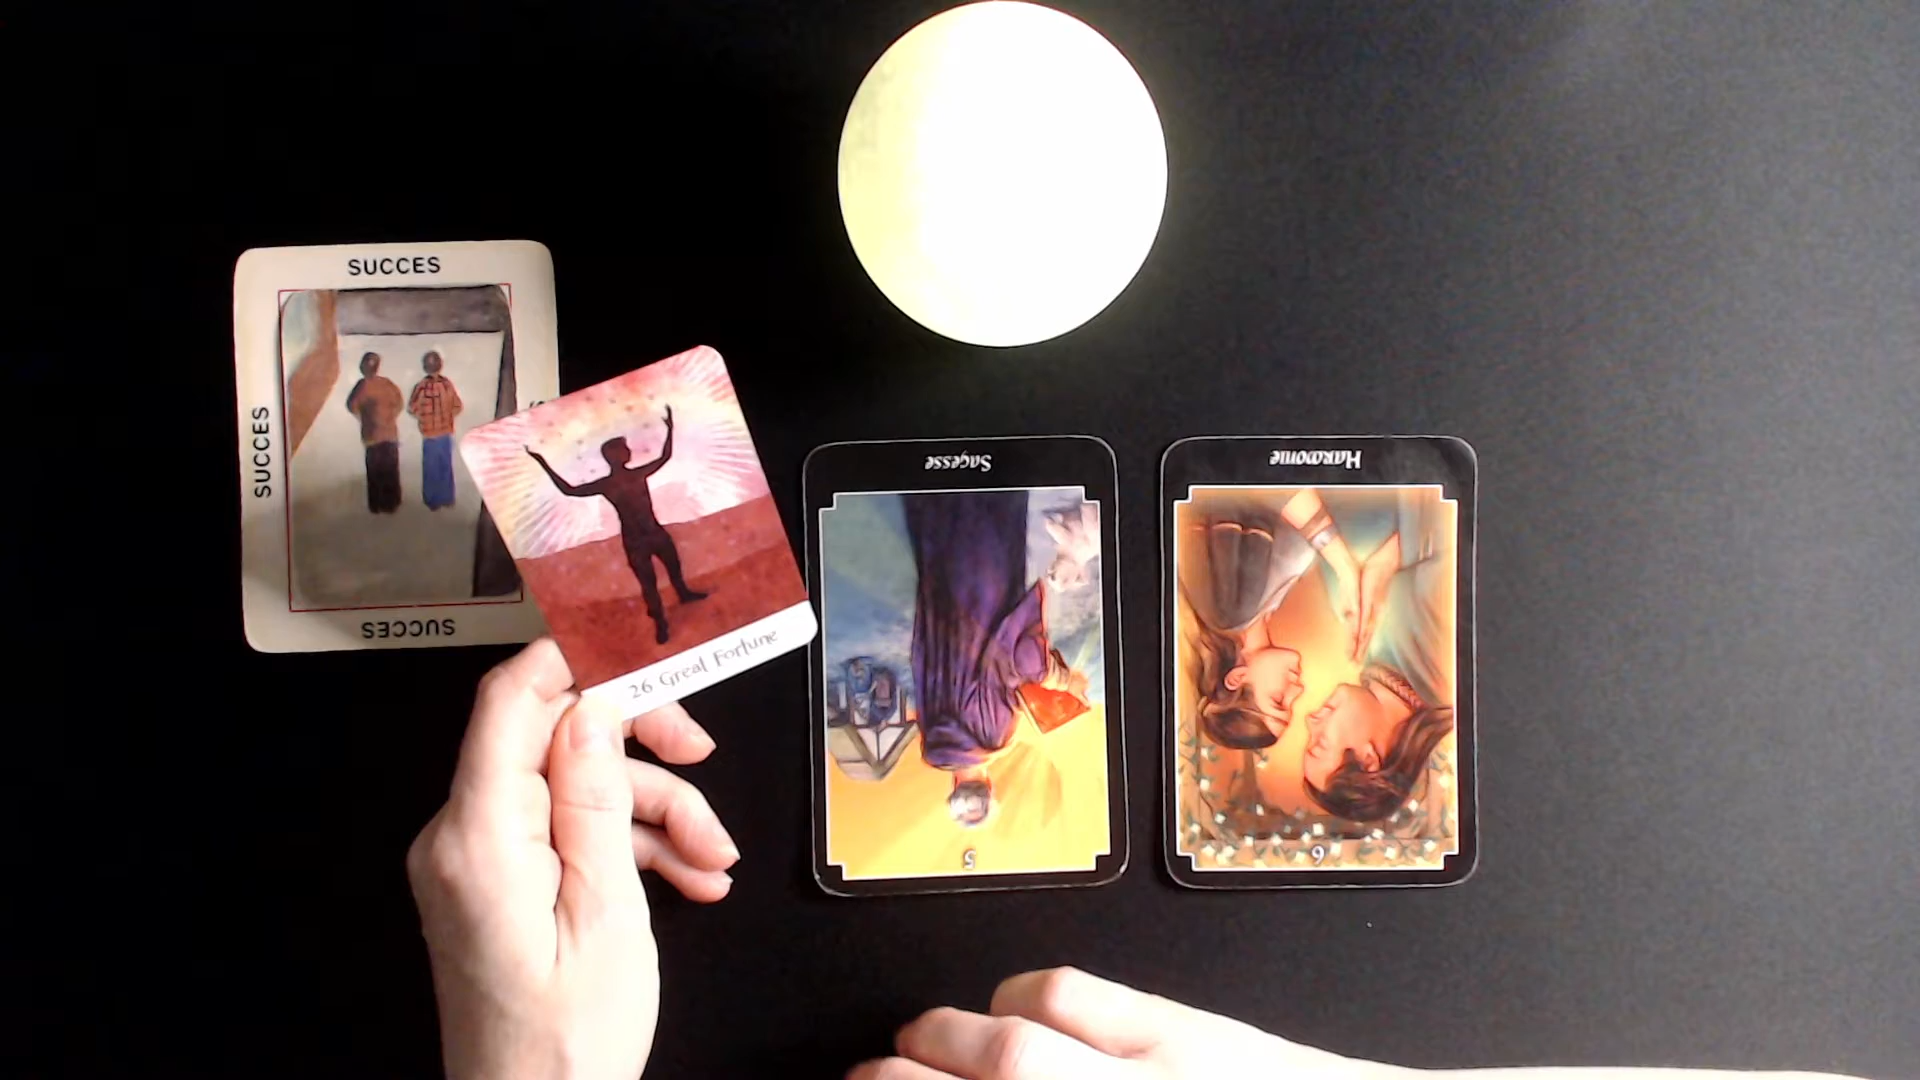 SUCCES
SUCCES
SUCCES
26 Great Fortune
Sagesse
5
Harmonie
6